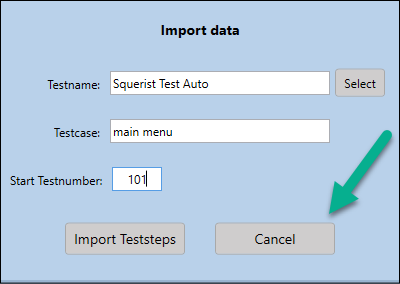 Import data
Testname: Squerist Test Auto Select
Testcase: main menu
Start Testnumber: 101
Import Teststeps Cancel